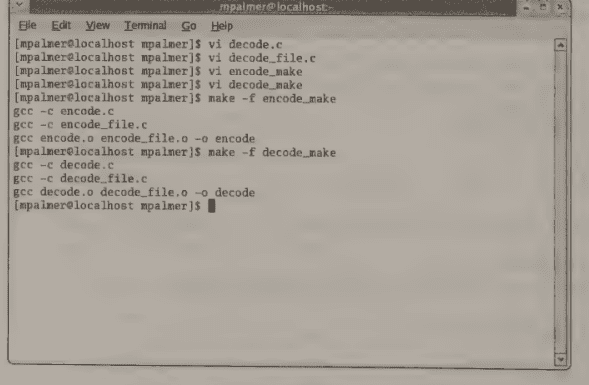 mpalmer@localhost:~
File Edit View Terminal Go Help
[mpalmer@localhost mpalmer]$ vi decode.c
[mpalmer@localhost mpalmer]$ vi decode_file.c
[mpalmer@localhost mpalmer]$ vi encode_make
[mpalmer@localhost mpalmer]$ vi decode_make
[mpalmer@localhost mpalmer]$ make -f encode_make
gcc -c encode.c
gcc -c encode_file.c
gcc encode.o encode_file.o -o encode
[mpalmer@localhost mpalmer]$ make -f decode_make
gcc -c decode.c
gcc -c decode_file.c
gcc decode.o decode_file.o -o decode
[mpalmer@localhost mpalmer]$